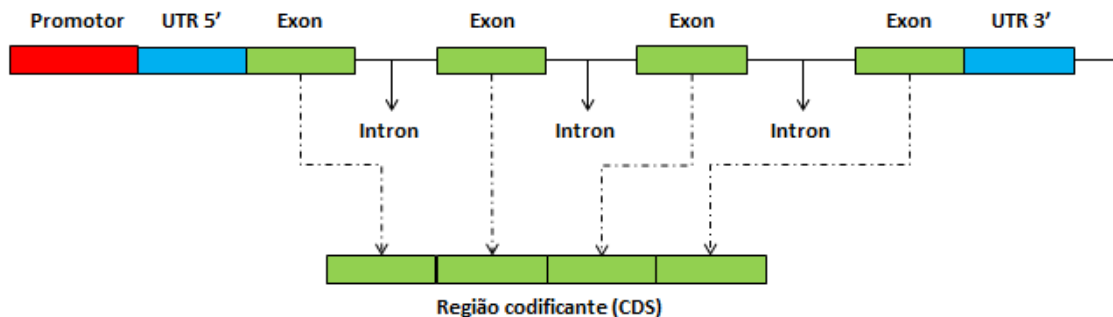 Promotor UTR 5’ Exon Exon Exon Exon UTR 3’
Intron Intron Intron
Região codificante (CDS)